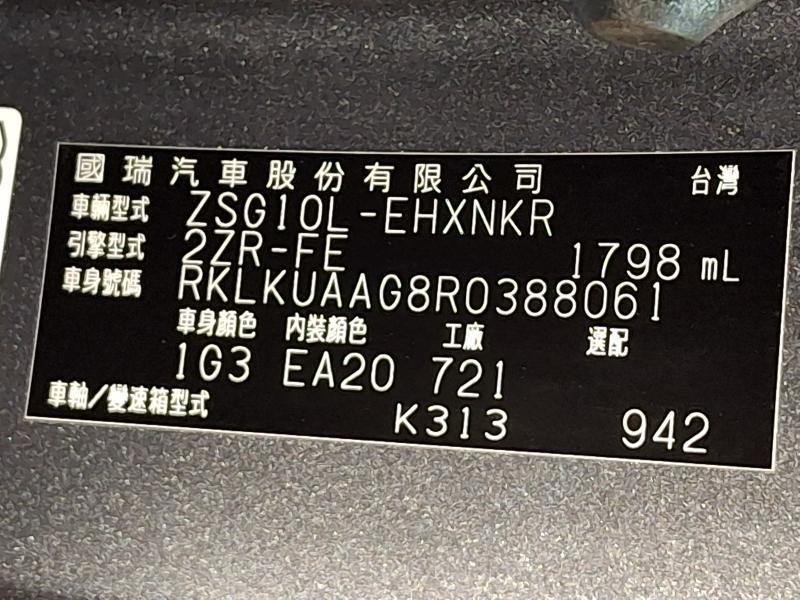 國瑞汽車股份有限公司 台灣
車輛型式 ZSG10L-EHXNKR
引擎型式 2ZR-FE 1798 mL
車身號碼 RKLKUAAG8R0388061
車身顏色 內裝顏色 工廠 選配
1G3 EA20 721
車軸/變速箱型式 K313 942